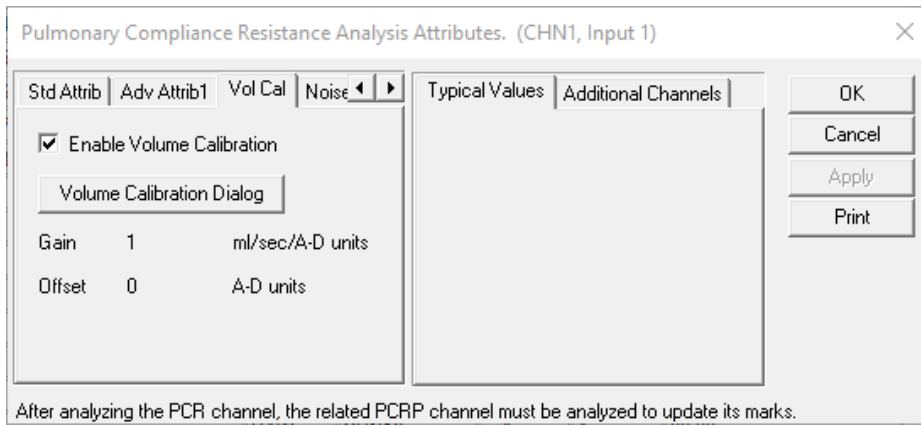 Pulmonary Compliance Resistance Analysis Attributes. (CHN1, Input 1)
Std Attrib Adv Attrib1 Vol Cal Noise
Enable Volume Calibration
Volume Calibration Dialog
Gain 1 ml/sec/A-D units
Offset 0 A-D units
Typical Values Additional Channels
OK
Cancel
Apply
Print
After analyzing the PCR channel, the related PCRP channel must be analyzed to update its marks.